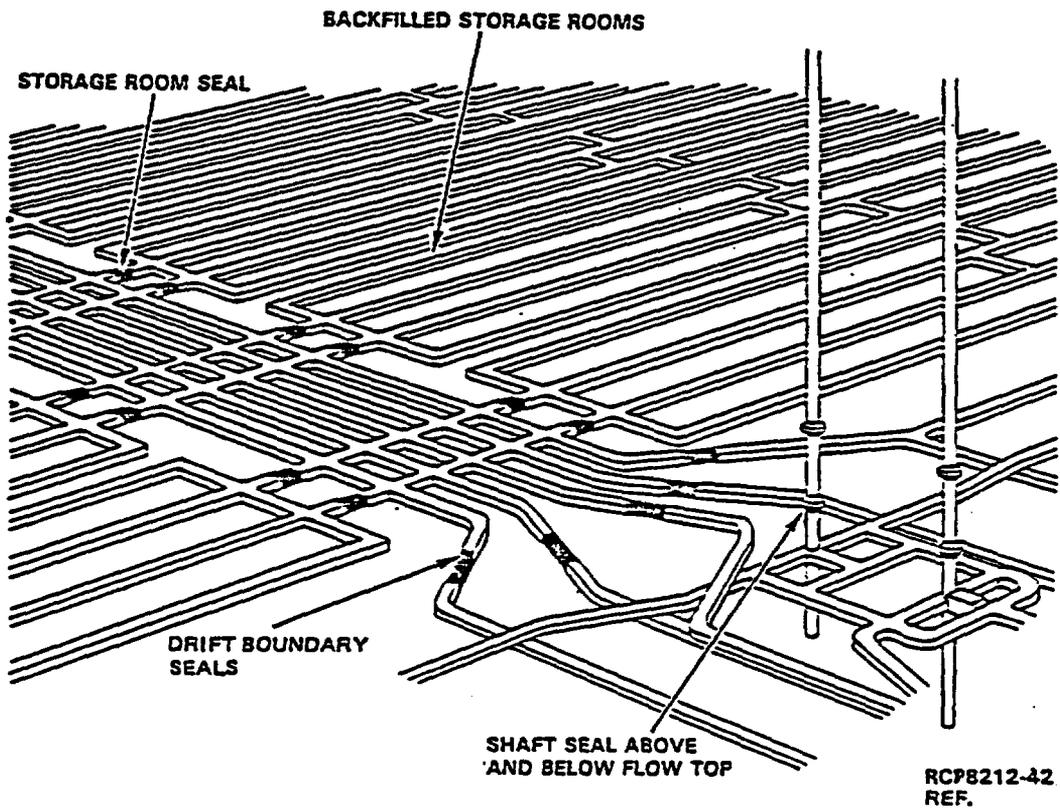 BACKFILLED STORAGE ROOMS
STORAGE ROOM SEAL
DRIFT BOUNDARY
SEALS
SHAFT SEAL ABOVE
AND BELOW FLOW TOP
RCP8212-42
REF.